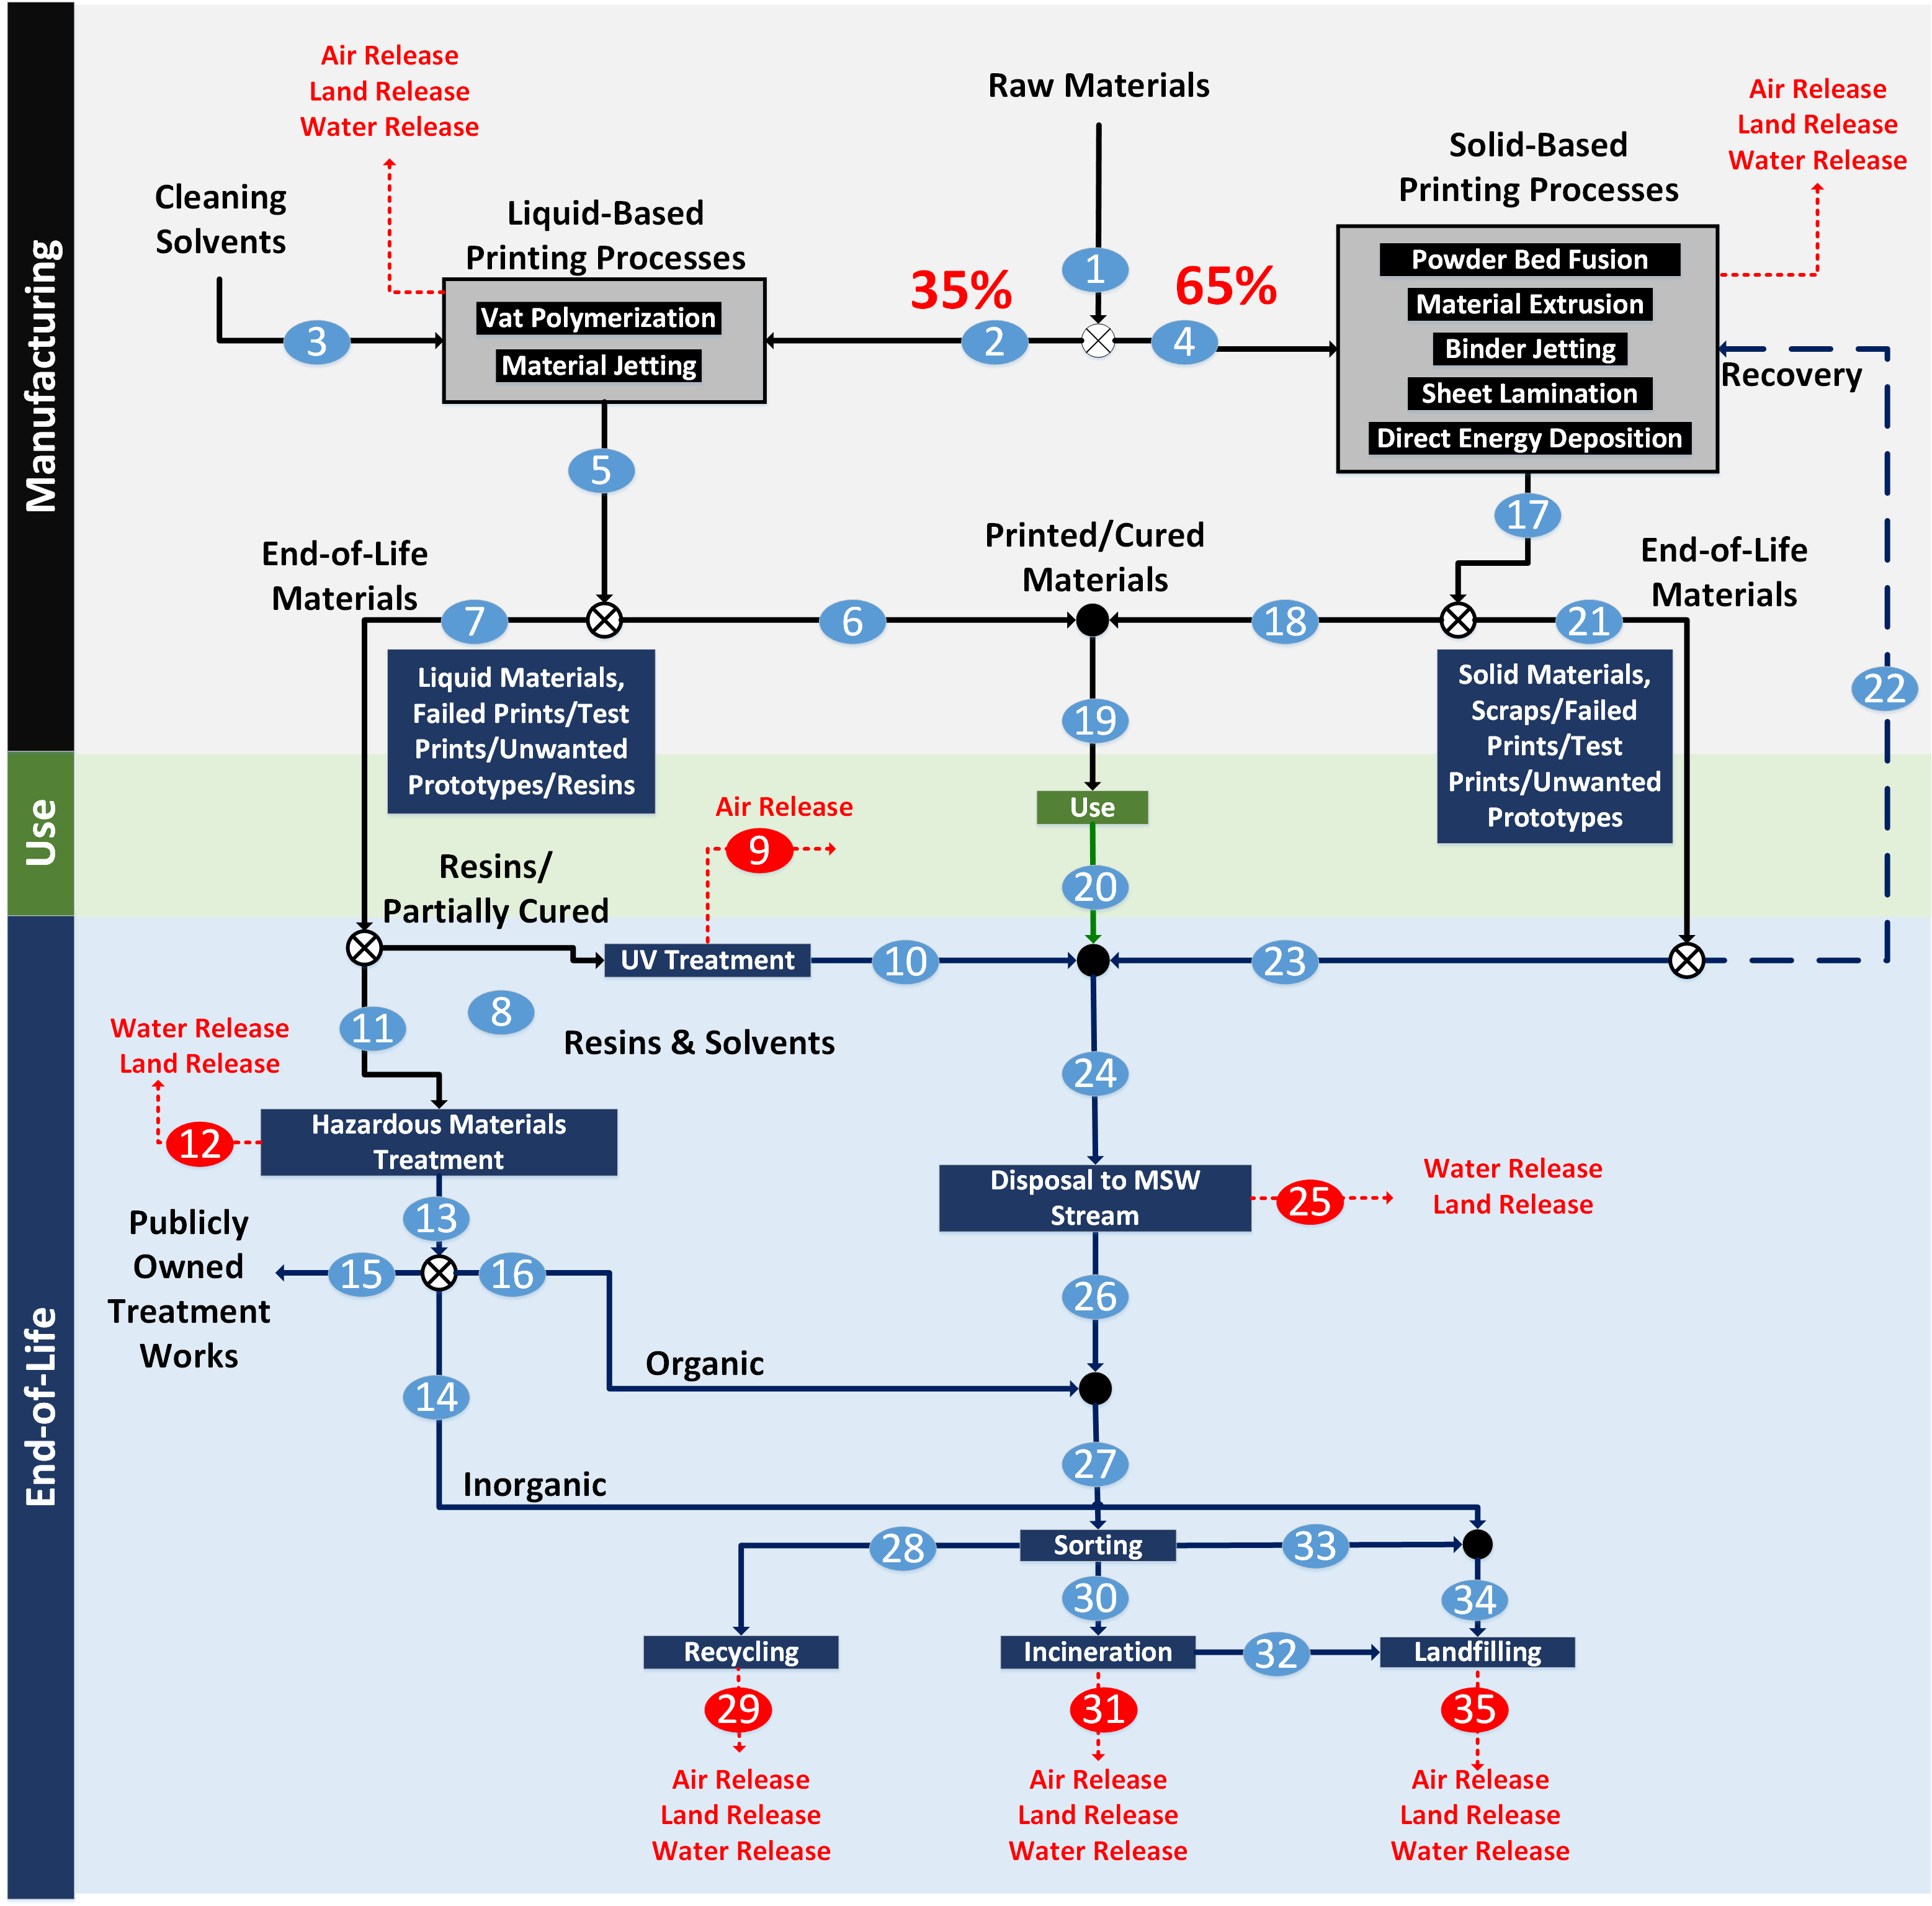 Manufacturing
Use
End-of-Life
Air Release
Land Release
Water Release
Raw Materials
Air Release
Land Release
Water Release
Cleaning
Solvents
Liquid-Based
Printing Processes
Solid-Based
Printing Processes
Vat Polymerization
Material Jetting
1
35%
65%
2
3
4
Powder Bed Fusion
Material Extrusion
Binder Jetting
Sheet Lamination
Direct Energy Deposition
Recovery
5
17
End-of-Life
Materials
Printed/Cured
Materials
End-of-Life
Materials
7
6
18
21
22
Liquid Materials,
Failed Prints/Test
Prints/Unwanted
Prototypes/Resins
19
Solid Materials,
Scraps/Failed
Prints/Test
Prints/Unwanted
Prototypes
Use
Air Release
9
20
Resins/
Partially Cured
UV Treatment
10
23
11
8
Resins & Solvents
24
Water Release
Land Release
12
Hazardous Materials
Treatment
13
Disposal to MSW
Stream
25
Water Release
Land Release
Publicly
Owned
Treatment
Works
15
16
26
14
Organic
27
Inorganic
28
Sorting
33
30
34
Recycling
Incineration
32
Landfilling
29
31
35
Air Release
Land Release
Water Release
Air Release
Land Release
Water Release
Air Release
Land Release
Water Release